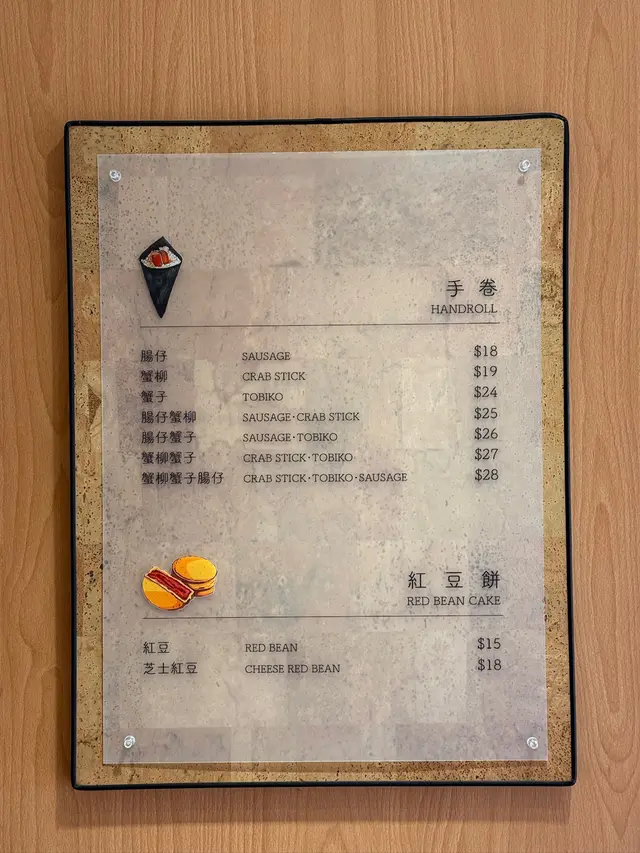 手卷
HANDROLL
腸仔 SAUSAGE $18
蟹柳 CRAB STICK $19
蟹子 TOBIKO $24
腸仔蟹柳 SAUSAGE·CRAB STICK $25
腸仔蟹子 SAUSAGE·TOBIKO $26
蟹柳蟹子 CRAB STICK·TOBIKO $27
蟹柳蟹子腸仔 CRAB STICK·TOBIKO·SAUSAGE $28
紅豆餅
RED BEAN CAKE
紅豆 RED BEAN $15
芝士紅豆 CHEESE RED BEAN $18